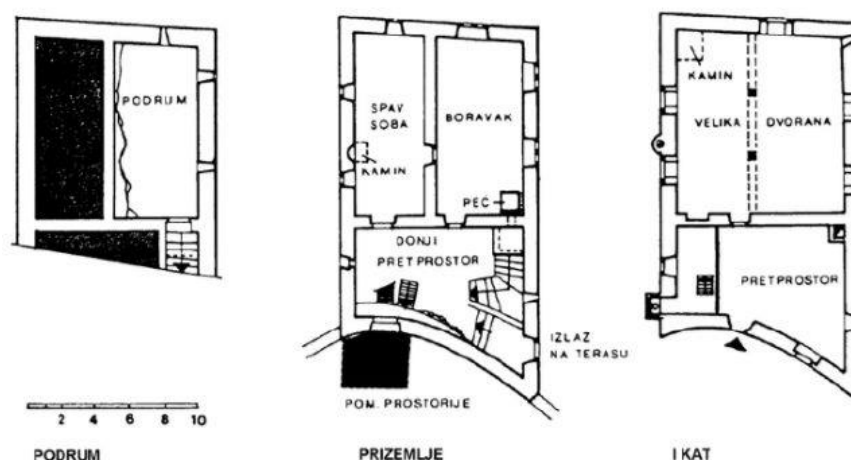 PODRUM
SPAV
SOBA
BORAVAK
KAMIN
PEĆ
DONJI
PRETPROSTOR
IZLAZ
NA TERASU
POM. PROSTORIJE
KAMIN
VELIKA DVORANA
PRETPROSTOR
2 4 6 8 10
PODRUM
PRIZEMLJE
I KAT